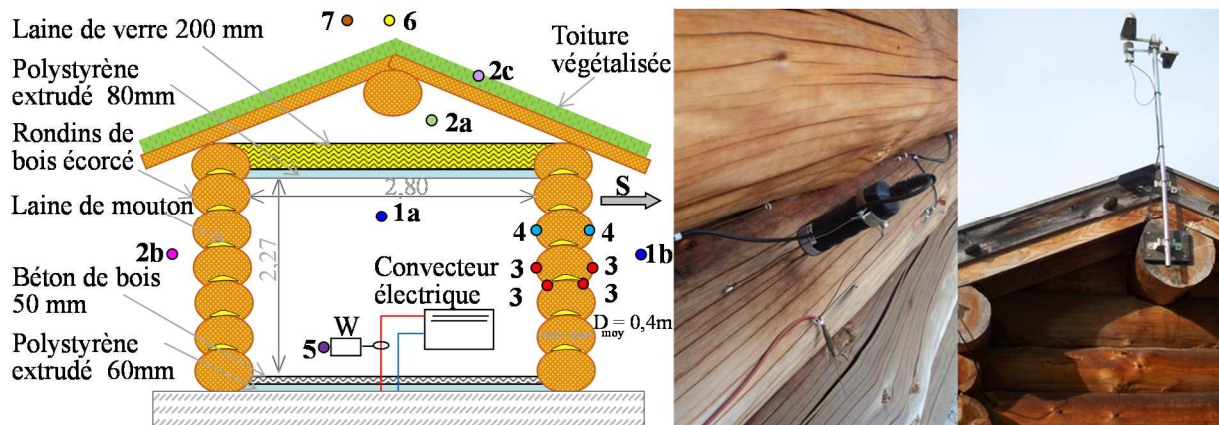 7
6
Laine de verre 200 mm
Toiture
végétalisée
Polystyrène
extrudé 80mm
2c
2a
Rondins de
bois écorcé
2,80
S
Laine de mouton
1a
4
4
2b
1b
2,27
3
3
3
3
Convecteur
électrique
Béton de bois
50 mm
W
5
Dmoy = 0,4m
Polystyrène
extrudé 60mm